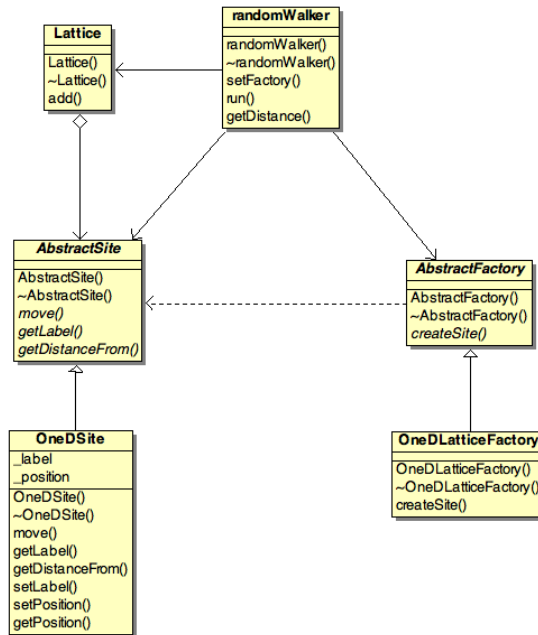 Lattice
Lattice()
~Lattice()
add()
randomWalker
randomWalker()
~randomWalker()
setFactory()
run()
getDistance()
AbstractSite
AbstractSite()
~AbstractSite()
move()
getLabel()
getDistanceFrom()
AbstractFactory
AbstractFactory()
~AbstractFactory()
createSite()
OneDSite
_label
_position
OneDSite()
~OneDSite()
move()
getLabel()
getDistanceFrom()
setLabel()
setPosition()
getPosition()
OneDLatticeFactory
OneDLatticeFactory()
~OneDLatticeFactory()
createSite()